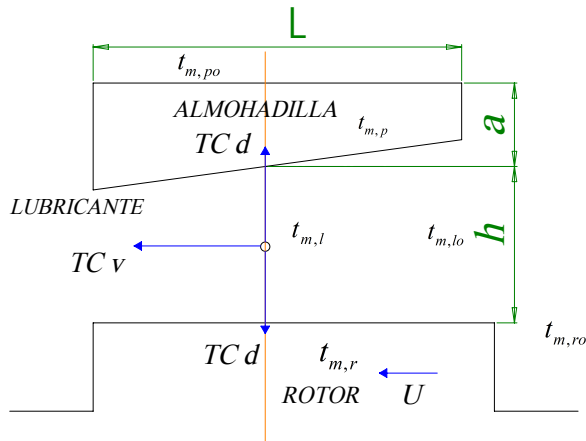 L
t_{m,po}
ALMOHADILLA
t_{m,p}
a
TC d
LUBRICANTE
t_{m,l}
t_{m,lo}
h
TC v
t_{m,ro}
TC d
t_{m,r}
ROTOR
U